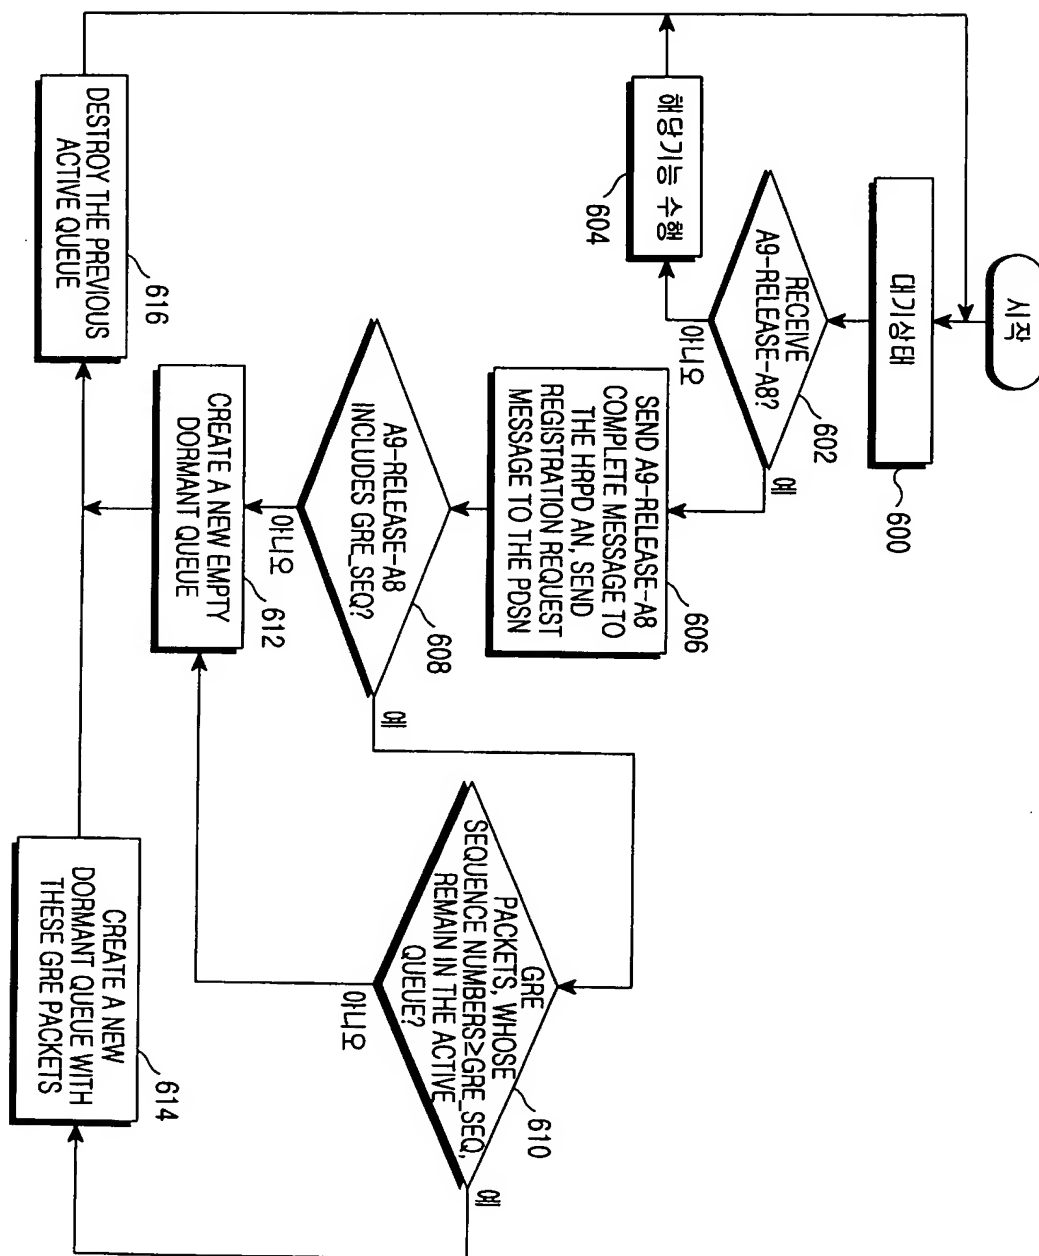 시작
대기상태
600
RECEIVE
A9-RELEASE-A8?
602
예
아니오
해당기능 수행
604
SEND A9-RELEASE-A8
COMPLETE MESSAGE TO
THE HRPD AN, SEND
REGISTRATION REQUEST
MESSAGE TO THE PDSN
606
A9-RELEASE-A8
INCLUDES GRE_SEQ?
608
예
아니오
GRE
PACKETS, WHOSE
SEQUENCE NUMBERS≥GRE_SEQ,
REMAIN IN THE ACTIVE
QUEUE?
610
예
아니오
CREATE A NEW EMPTY
DORMANT QUEUE
612
CREATE A NEW
DORMANT QUEUE WITH
THESE GRE PACKETS
614
DESTROY THE PREVIOUS
ACTIVE QUEUE
616